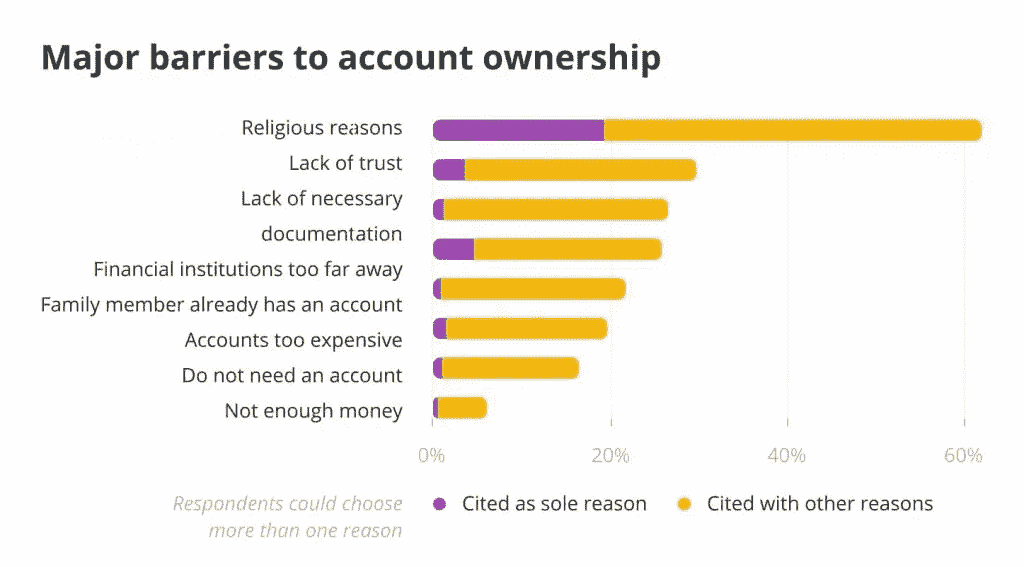 Major barriers to account ownership
Religious reasons
Lack of trust
Lack of necessary
documentation
Financial institutions too far away
Family member already has an account
Accounts too expensive
Do not need an account
Not enough money
0% 20% 40% 60%
Respondents could choose
more than one reason
Cited as sole reason
Cited with other reasons